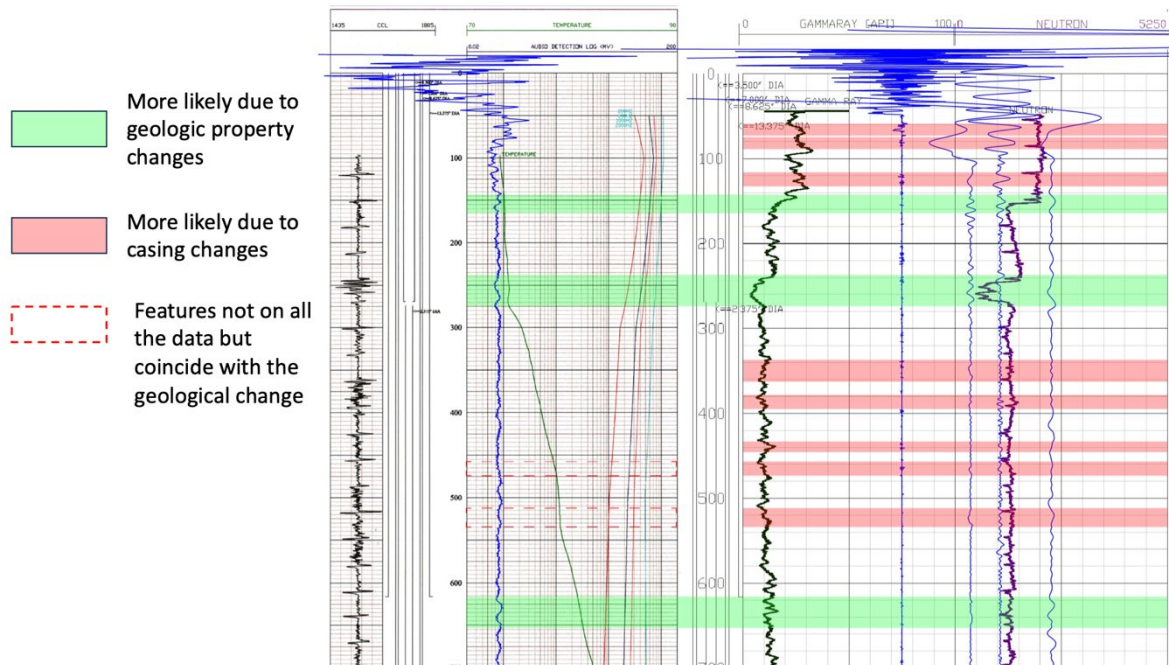 More likely due to
geologic property
changes
More likely due to
casing changes
Features not on all
the data but
coincide with the
geological change
1435 CCL 1885
70 TEMPERATURE 90
602 AUDIO DETECTION LOG (MV) 200
0
TEMPERATURE
100
200
300
400
500
600
0 GAMMARAY [API] 100.0 NEUTRON 5250
0
(<==3.500" DIA
(<==7.000" DIA
(<==8.625" DIA
GAMMA RAY
NEUTRON
(<==13.375" DIA
100
200
(<==2.375" DIA
300
400
500
600